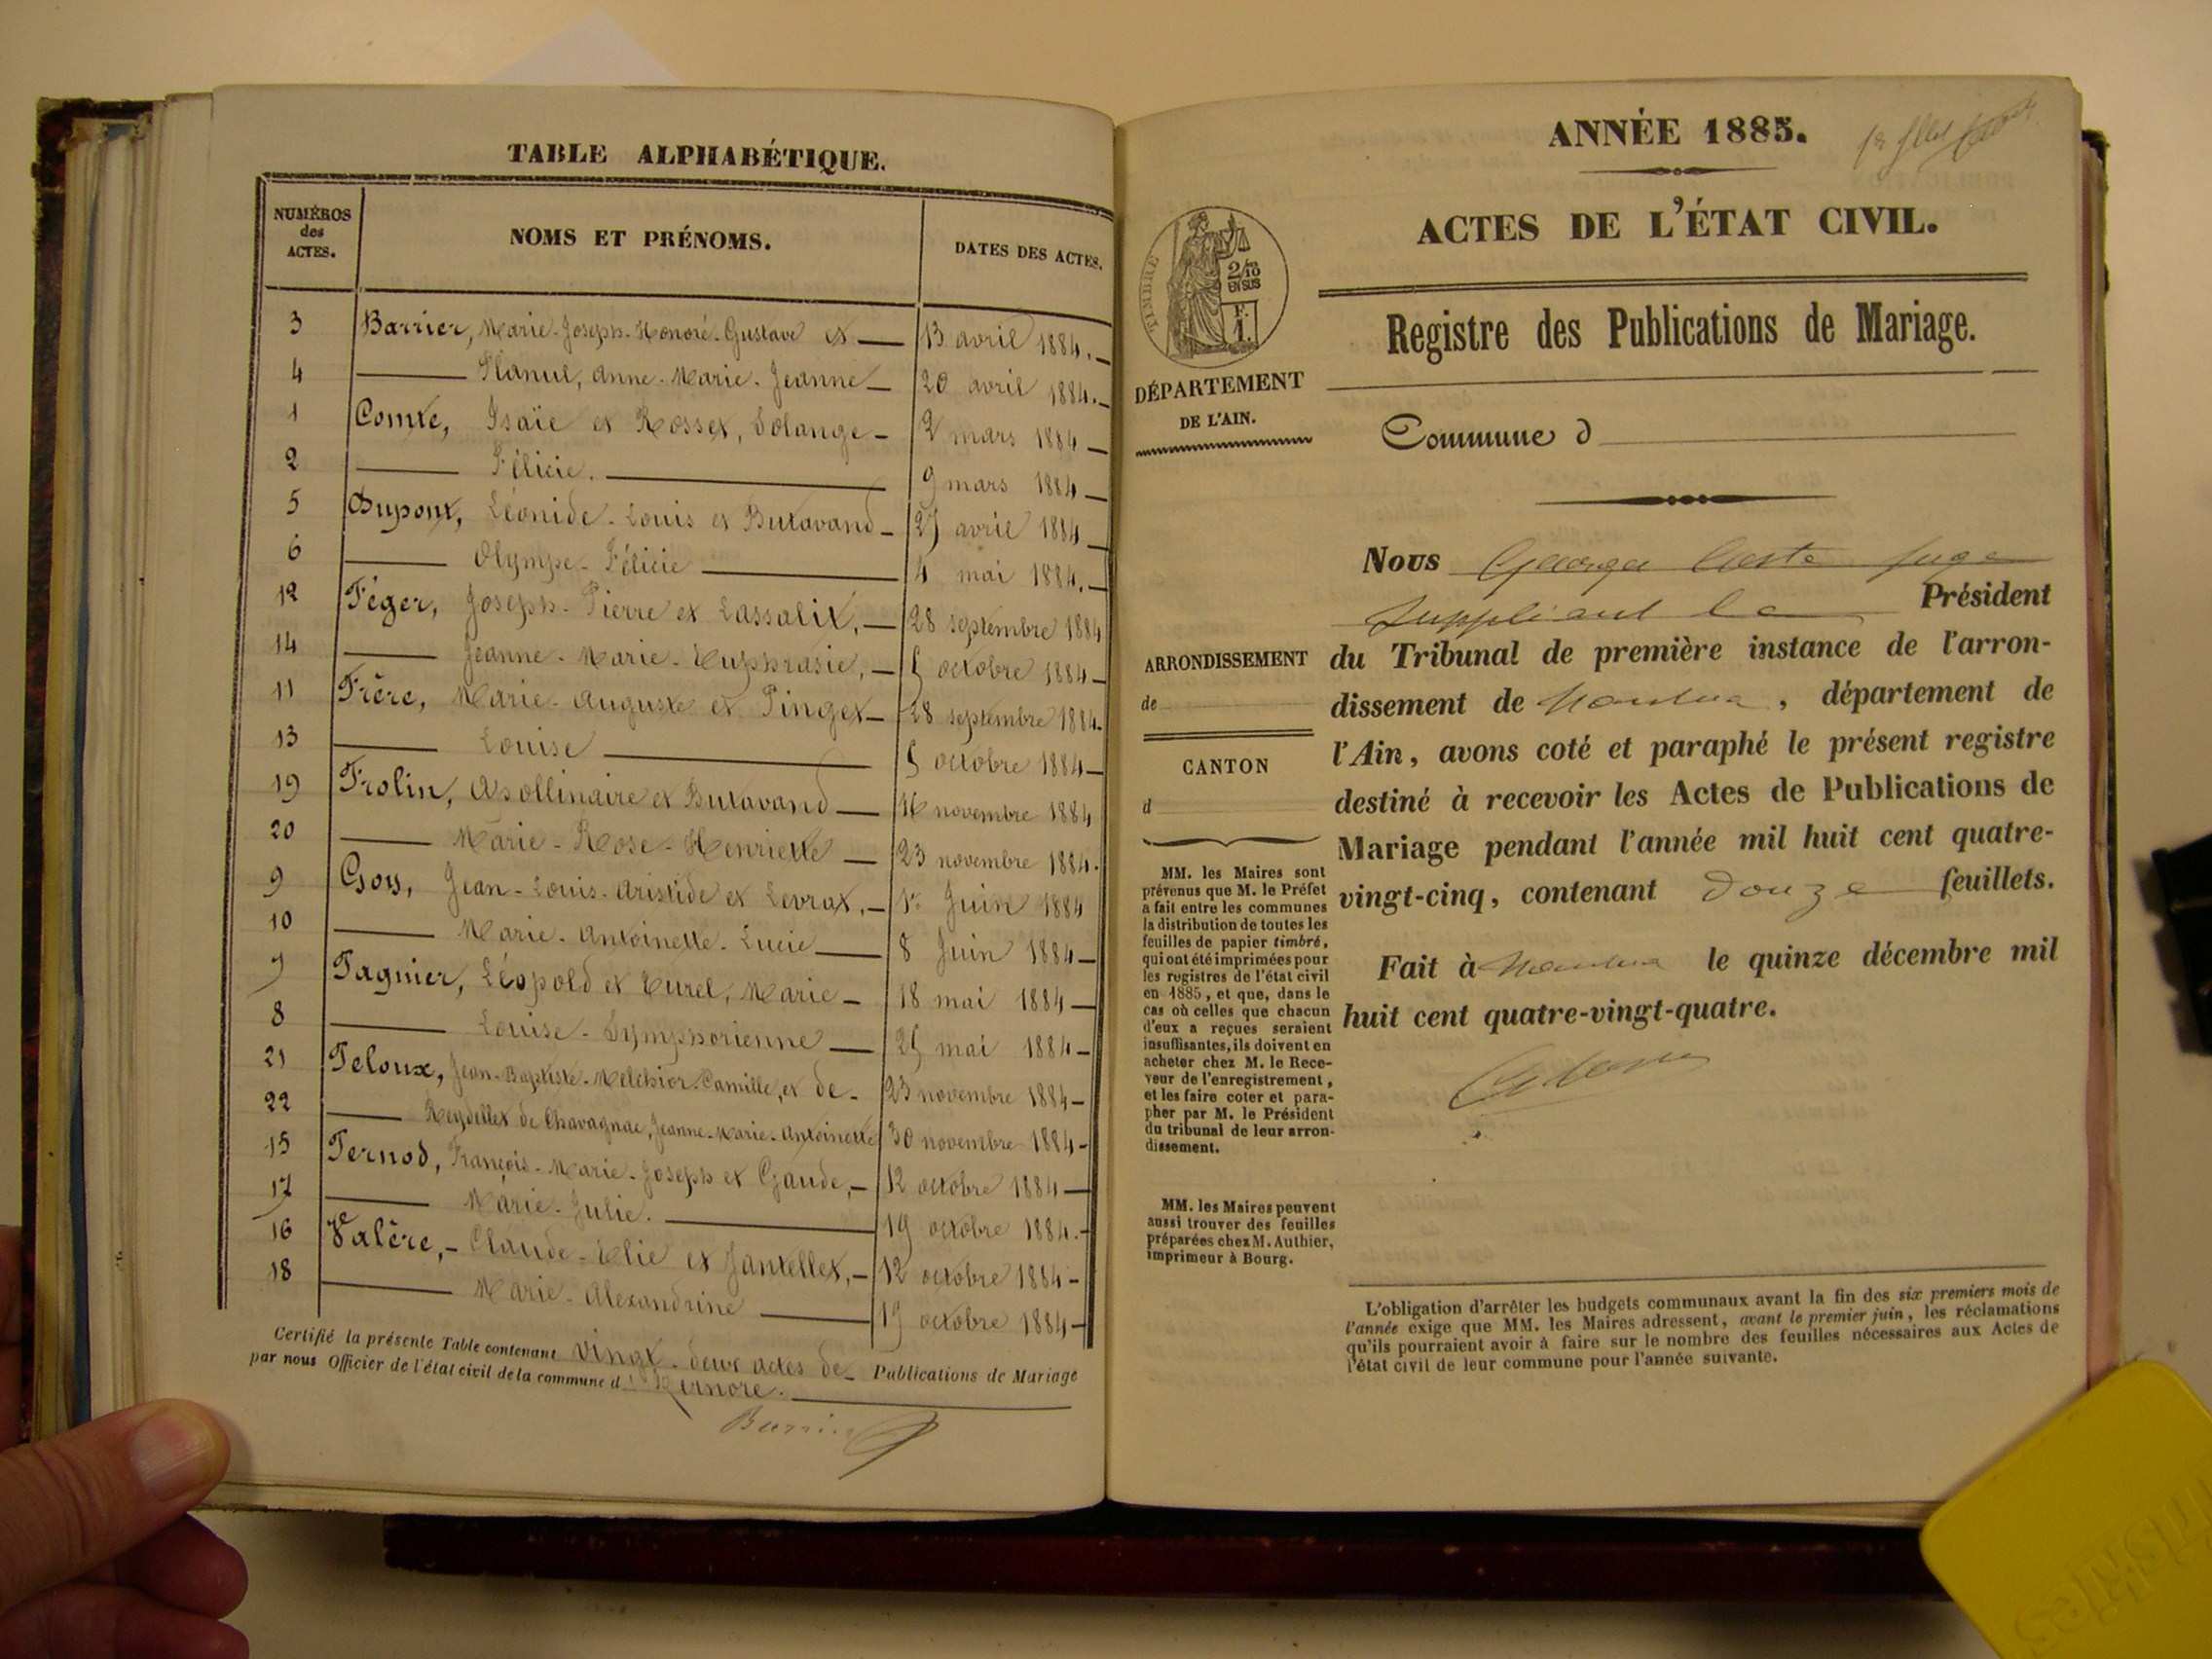 TABLE ALPHABÉTIQUE.
NUMÉROS des ACTES.
NOMS ET PRÉNOMS.
DATES DES ACTES.
3 Barrier, Marie-Joseph-Honoré-Gustave et 13 avril 1884.
4 Anne-Marie-Jeanne 20 avril 1884.
1 Comte, Isaïe et Rosset, Solange- 2 mars 1884
2 Félicie. 9 mars 1884
5 Dupont, Léonide-Louis et Butavand 27 avril 1884
6 Olympe-Félicie 4 mai 1884.
12 Féger, Joseph-Pierre et Lassalix, 28 septembre 1884
14 Jeanne-Marie-Euphrasie, 5 octobre 1884
11 Frère, Marie-Auguste et Pinget 28 septembre 1884.
13 Louise 5 octobre 1884
19 Frolin, Apollinaire et Butavand 16 novembre 1884
20 Marie-Rose-Henriette 23 novembre 1884.
9 Goy, Jean-Louis-Aristide et Levrat, 1er Juin 1884
10 Marie-Antoinette-Lucie 8 Juin 1884
7 Tagnier, Léopold et Eurel, Marie- 18 mai 1884
8 Louise-Symphorienne 25 mai 1884
21 Teloux, Jean-Baptiste-Melchior-Camille, et de- 23 novembre 1884
22 Reydellet de Chavagnac, Jeanne-Marie-Antoinette 30 novembre 1884
15 Ternod, François-Marie-Joseph et Gaude, 12 octobre 1884
17 Marie-Julie. 19 octobre 1884.
16 Valère, Claude-Elie et Jantellet, 12 octobre 1884
18 Marie-Alexandrine 19 octobre 1884
Certifié la présente Table contenant vingt-deux actes de Publications de Mariage
par nous Officier de l'état civil de la commune d'Izernore.
ANNÉE 1885.
ACTES DE L'ÉTAT CIVIL.
TIMBRE
2/10
EN SUS
F.
1.
Registre des Publications de Mariage.
DÉPARTEMENT
DE L'AIN.
Commune d
Nous Georges Coste juge
suppléant le Président
du Tribunal de première instance de l'arron-
dissement de Nantua, département de
l'Ain, avons coté et paraphé le présent registre
destiné à recevoir les Actes de Publications de
Mariage pendant l'année mil huit cent quatre-
vingt-cinq, contenant douze feuillets.
Fait à Nantua le quinze décembre mil
huit cent quatre-vingt-quatre.
ARRONDISSEMENT
de
CANTON
d
MM. les Maires sont
prévenus que M. le Préfet
a fait entre les communes
la distribution de toutes les
feuilles de papier timbré,
qui ont été imprimées pour
les registres de l'état civil
en 1885, et que, dans le
cas où celles que chacun
d'eux a reçues seraient
insuffisantes, ils doivent en
acheter chez M. le Rece-
veur de l'enregistrement,
et les faire coter et para-
pher par M. le Président
du tribunal de leur arron-
dissement.
MM. les Maires peuvent
aussi trouver des feuilles
préparées chez M. Authier,
imprimeur à Bourg.
L'obligation d'arrêter les budgets communaux avant la fin des six premiers mois de
l'année exige que MM. les Maires adressent, avant le premier juin, les réclamations
qu'ils pourraient avoir à faire sur le nombre des feuilles nécessaires aux Actes de
l'état civil de leur commune pour l'année suivante.